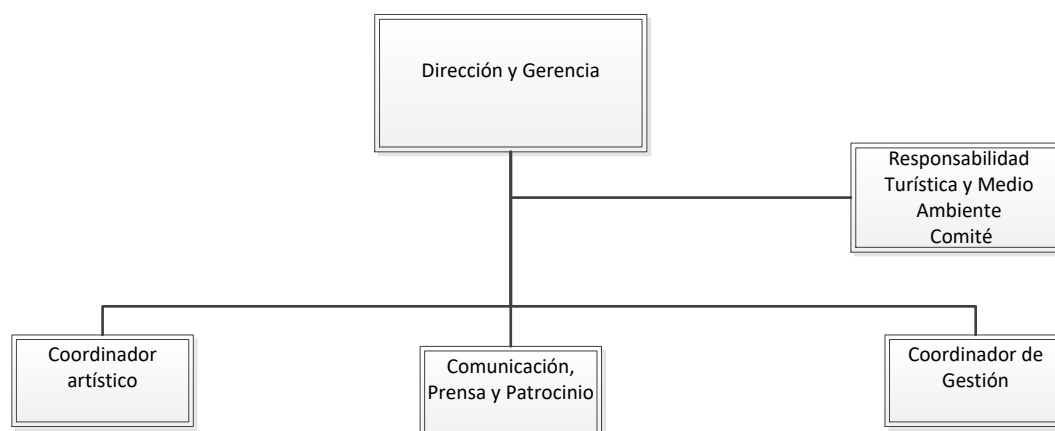 Dirección y Gerencia
Responsabilidad
Turística y Medio
Ambiente
Comité
Coordinador
artístico
Comunicación,
Prensa y Patrocinio
Coordinador de
Gestión